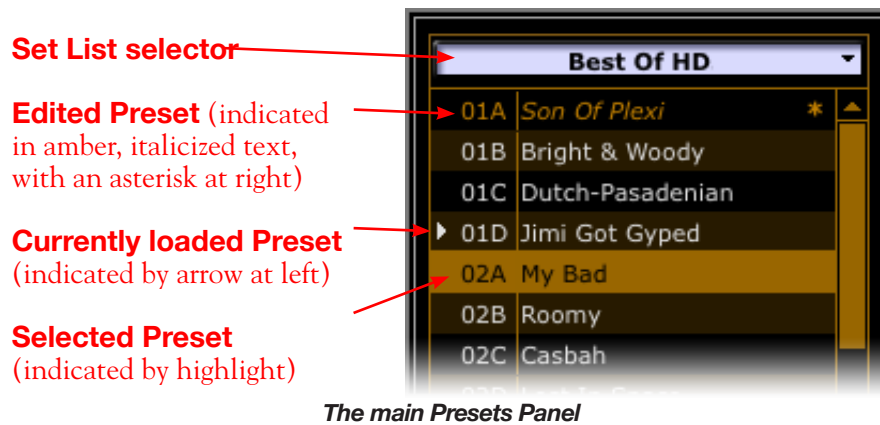 Set List selector
Edited Preset (indicated
in amber, italicized text,
with an asterisk at right)
Currently loaded Preset
(indicated by arrow at left)
Selected Preset
(indicated by highlight)
Best Of HD
01A Son Of Plexi *
01B Bright & Woody
01C Dutch-Pasadenian
01D Jimi Got Gyped
02A My Bad
02B Roomy
02C Casbah
The main Presets Panel